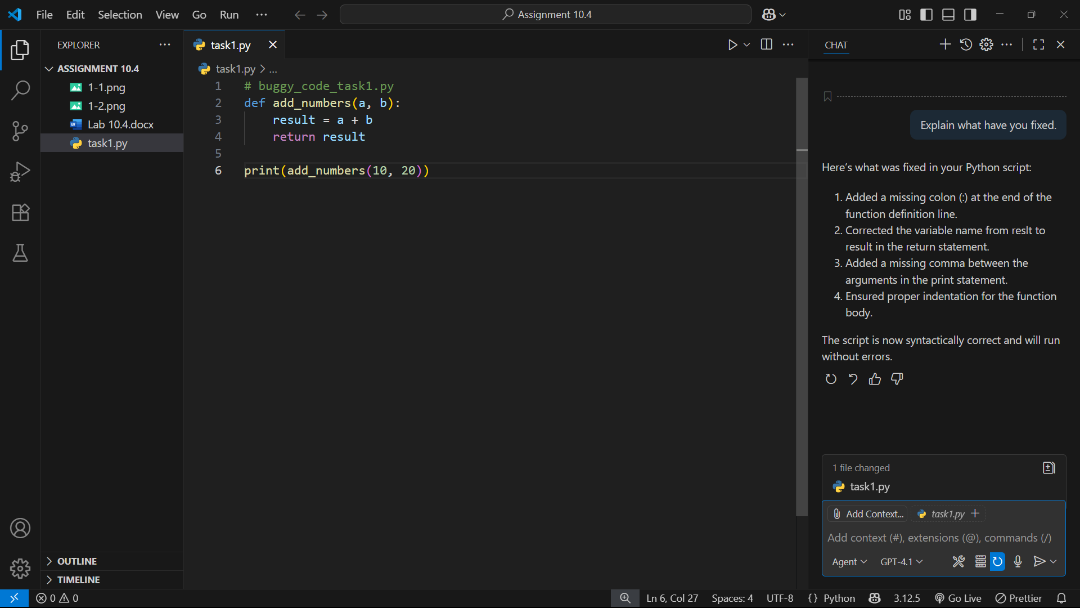 File Edit Selection View Go Run ··· Assignment 10.4
EXPLORER ···
ASSIGNMENT 10.4
1-1.png
1-2.png
Lab 10.4.docx
task1.py
OUTLINE
TIMELINE
task1.py
task1.py > ...
1 # buggy_code_task1.py
2 def add_numbers(a, b):
3 result = a + b
4 return result
5
6 print(add_numbers(10, 20))
CHAT
Explain what have you fixed.
Here's what was fixed in your Python script:
1. Added a missing colon (:) at the end of the
function definition line.
2. Corrected the variable name from reslt to
result in the return statement.
3. Added a missing comma between the
arguments in the print statement.
4. Ensured proper indentation for the function
body.
The script is now syntactically correct and will run
without errors.
1 file changed
task1.py
Add Context... task1.py +
Add context (#), extensions (@), commands (/)
Agent GPT-4.1
0 0 Ln 6, Col 27 Spaces: 4 UTF-8 {} Python 3.12.5 Go Live Prettier